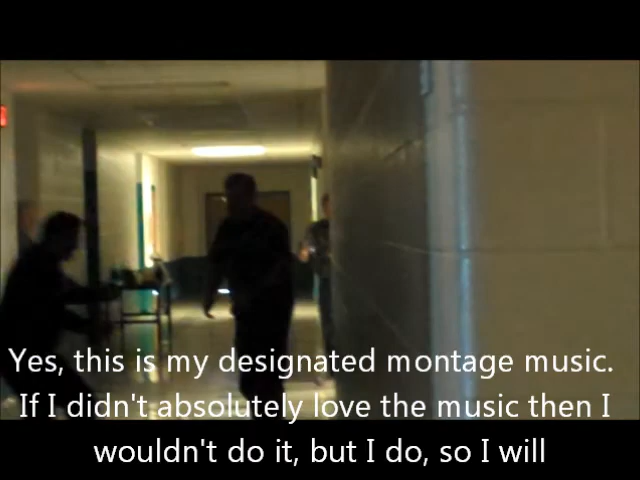 Yes, this is my designated montage music.
If I didn't absolutely love the music then I
wouldn't do it, but I do, so I will